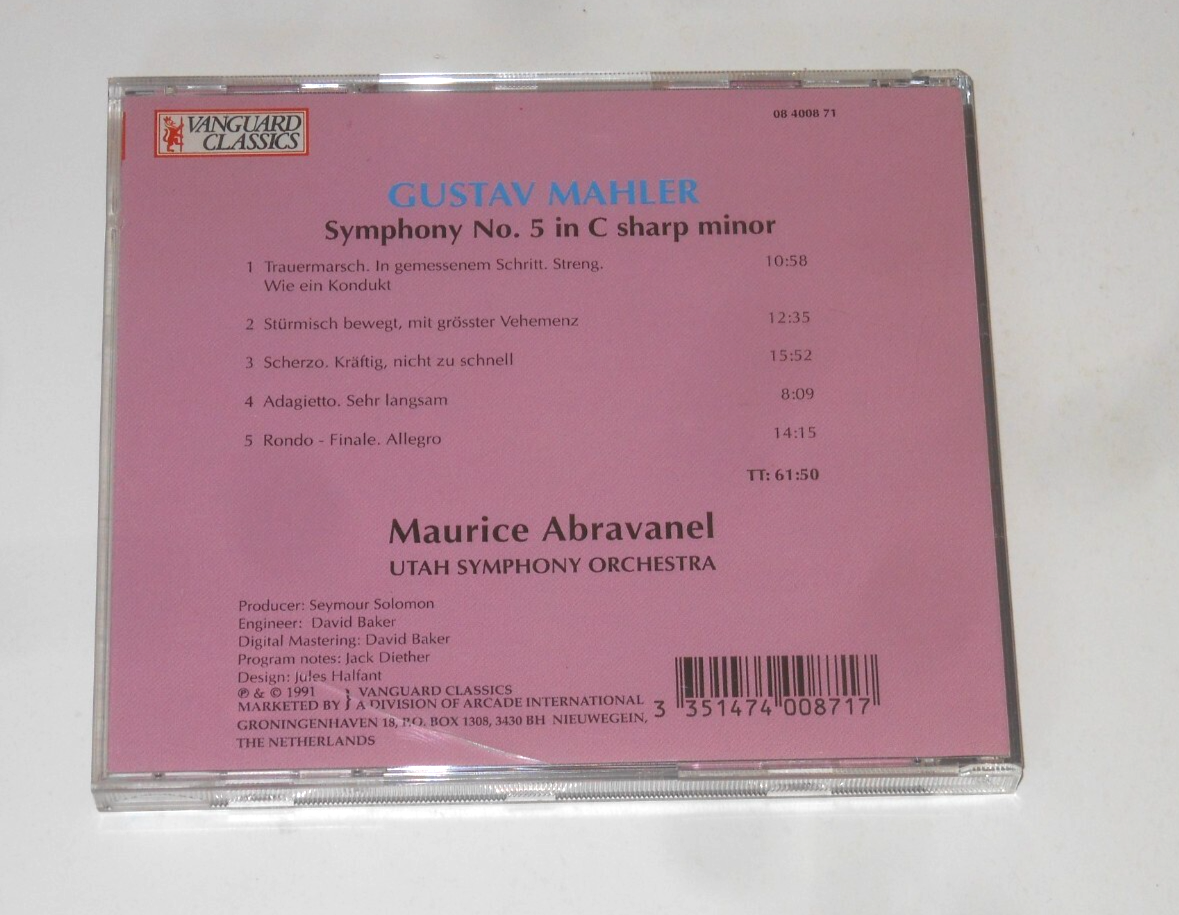 VANGUARD
CLASSICS
08 4008 71
GUSTAV MAHLER
Symphony No. 5 in C sharp minor
1 Trauermarsch. In gemessenem Schritt. Streng. 10:58
Wie ein Kondukt
2 Stürmisch bewegt, mit grösster Vehemenz 12:35
3 Scherzo. Kräftig, nicht zu schnell 15:52
4 Adagietto. Sehr langsam 8:09
5 Rondo - Finale. Allegro 14:15
TT: 61:50
Maurice Abravanel
UTAH SYMPHONY ORCHESTRA
Producer: Seymour Solomon
Engineer: David Baker
Digital Mastering: David Baker
Program notes: Jack Diether
Design: Jules Halfant
℗ & © 1991 } VANGUARD CLASSICS
MARKETED BY } A DIVISION OF ARCADE INTERNATIONAL
GRONINGENHAVEN 18, P.O. BOX 1308, 3430 BH NIEUWEGEIN,
THE NETHERLANDS
3 351474 008717